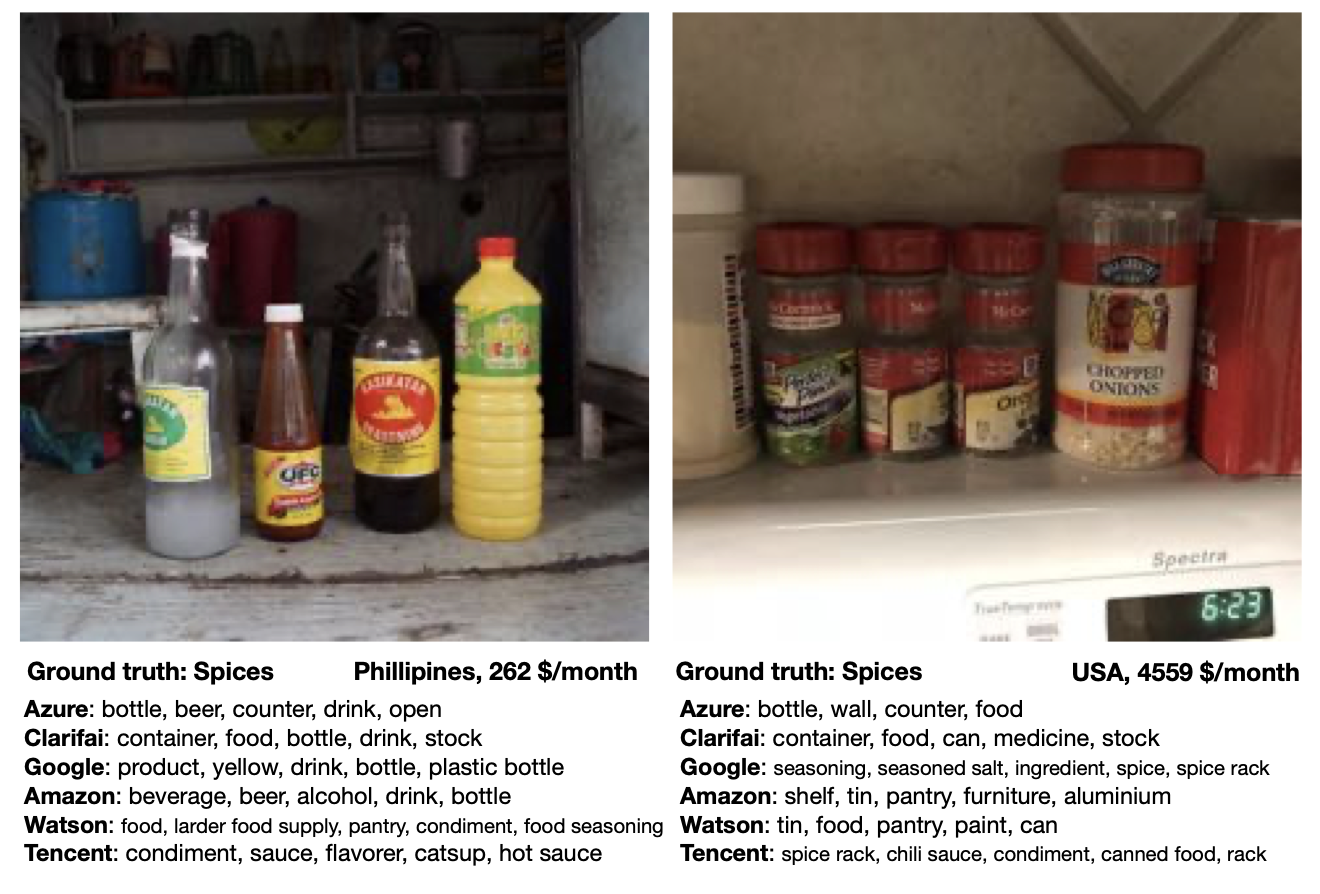 UFC
SEASONING
McCormick
CHOPPED
ONIONS
Spectra
TrueTemp
6:23
Ground truth: Spices Phillipines, 262 $/month
Azure: bottle, beer, counter, drink, open
Clarifai: container, food, bottle, drink, stock
Google: product, yellow, drink, bottle, plastic bottle
Amazon: beverage, beer, alcohol, drink, bottle
Watson: food, larder food supply, pantry, condiment, food seasoning
Tencent: condiment, sauce, flavorer, catsup, hot sauce
Ground truth: Spices USA, 4559 $/month
Azure: bottle, wall, counter, food
Clarifai: container, food, can, medicine, stock
Google: seasoning, seasoned salt, ingredient, spice, spice rack
Amazon: shelf, tin, pantry, furniture, aluminium
Watson: tin, food, pantry, paint, can
Tencent: spice rack, chili sauce, condiment, canned food, rack